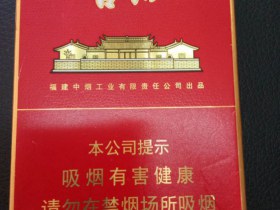 福建中烟工业有限责任公司出品
本公司提示
吸烟有害健康
请勿在禁烟场所吸烟